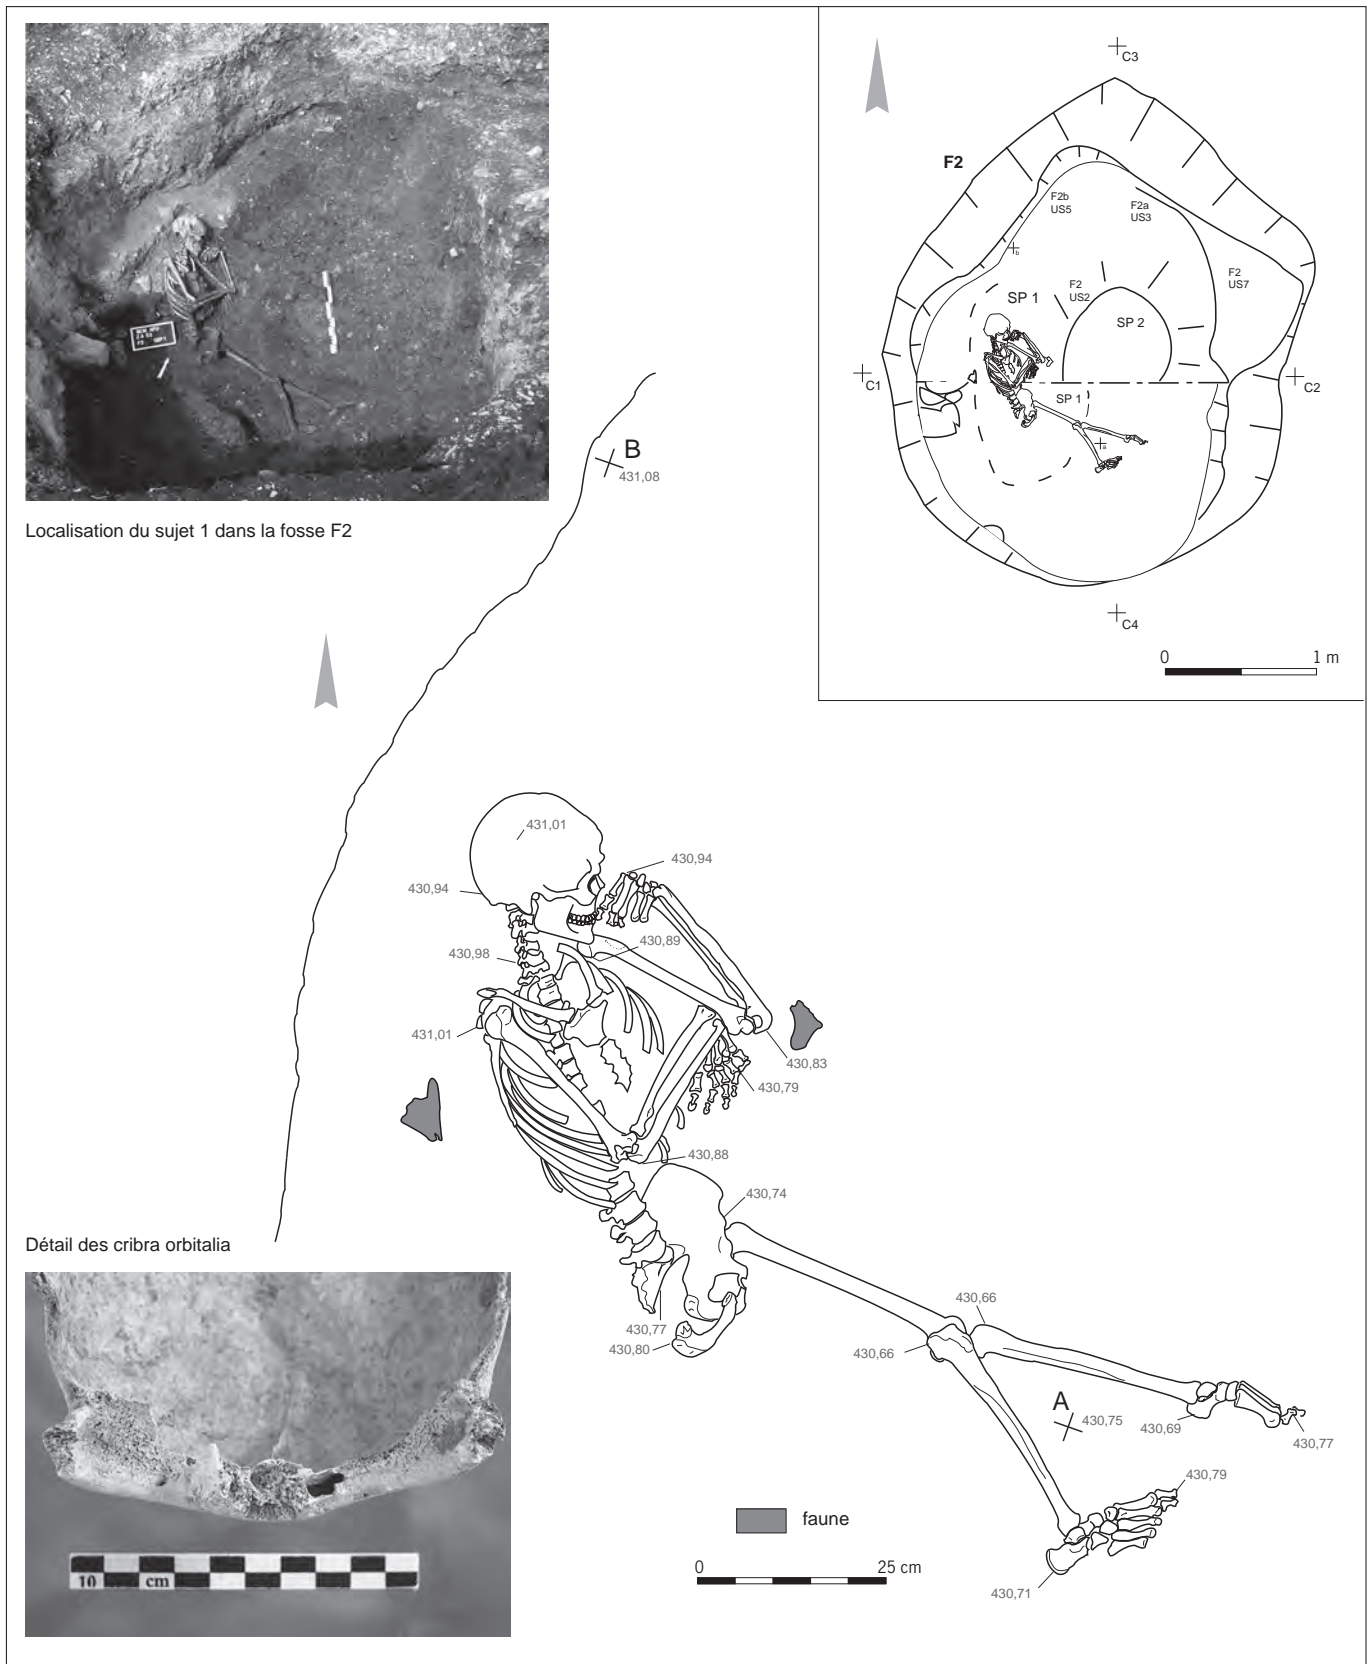 Localisation du sujet 1 dans la fosse F2
C3
F2
F2b
US5
F2a
US3
b
F2
US7
SP 1
F2
US2
SP 2
C1
C2
SP 1
a
C4
0
1 m
B
431,08
431,01
430,94
430,94
430,89
430,98
431,01
430,83
430,79
430,88
430,74
430,77
430,80
430,66
430,66
A
430,75
430,69
430,77
430,79
430,71
Détail des cribra orbitalia
10 cm
faune
0
25 cm